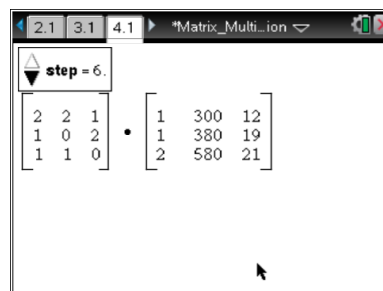 2.1 3.1 4.1 *Matrix_Multi…ion
step = 6.
2 2 1 1 300 12
1 0 2 • 1 380 19
1 1 0 2 580 21